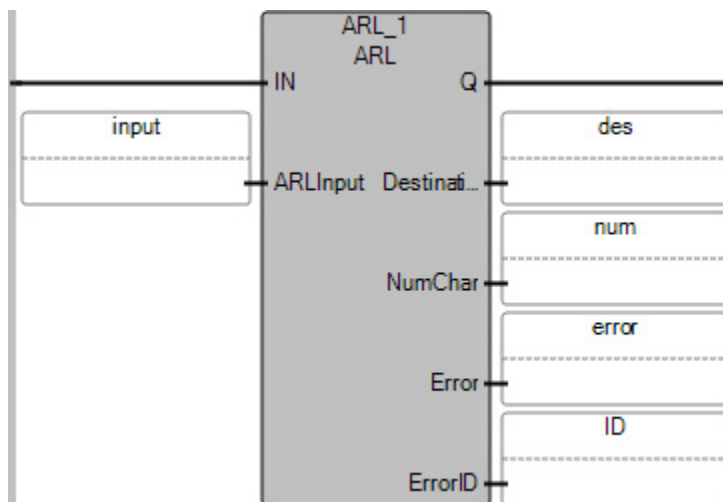 ARL_1
ARL
IN Q
input des
ARLInput Destinati...
num
NumChar
error
Error
ID
ErrorID